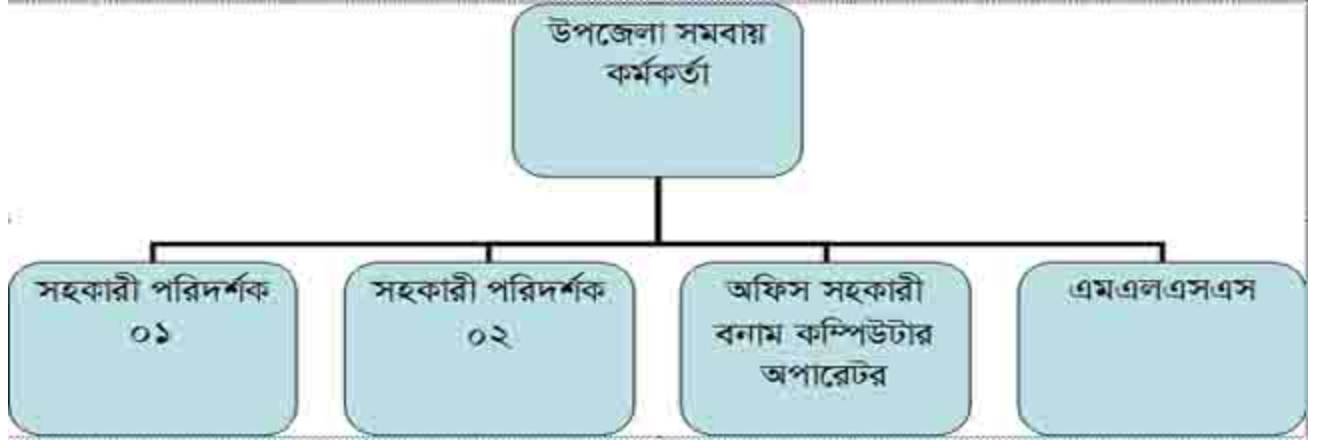 উপজেলা সমবায়
কর্মকর্তা
সহকারী পরিদর্শক
০১
সহকারী পরিদর্শক
০২
অফিস সহকারী
বনাম কম্পিউটার
অপারেটর
এমএলএসএস